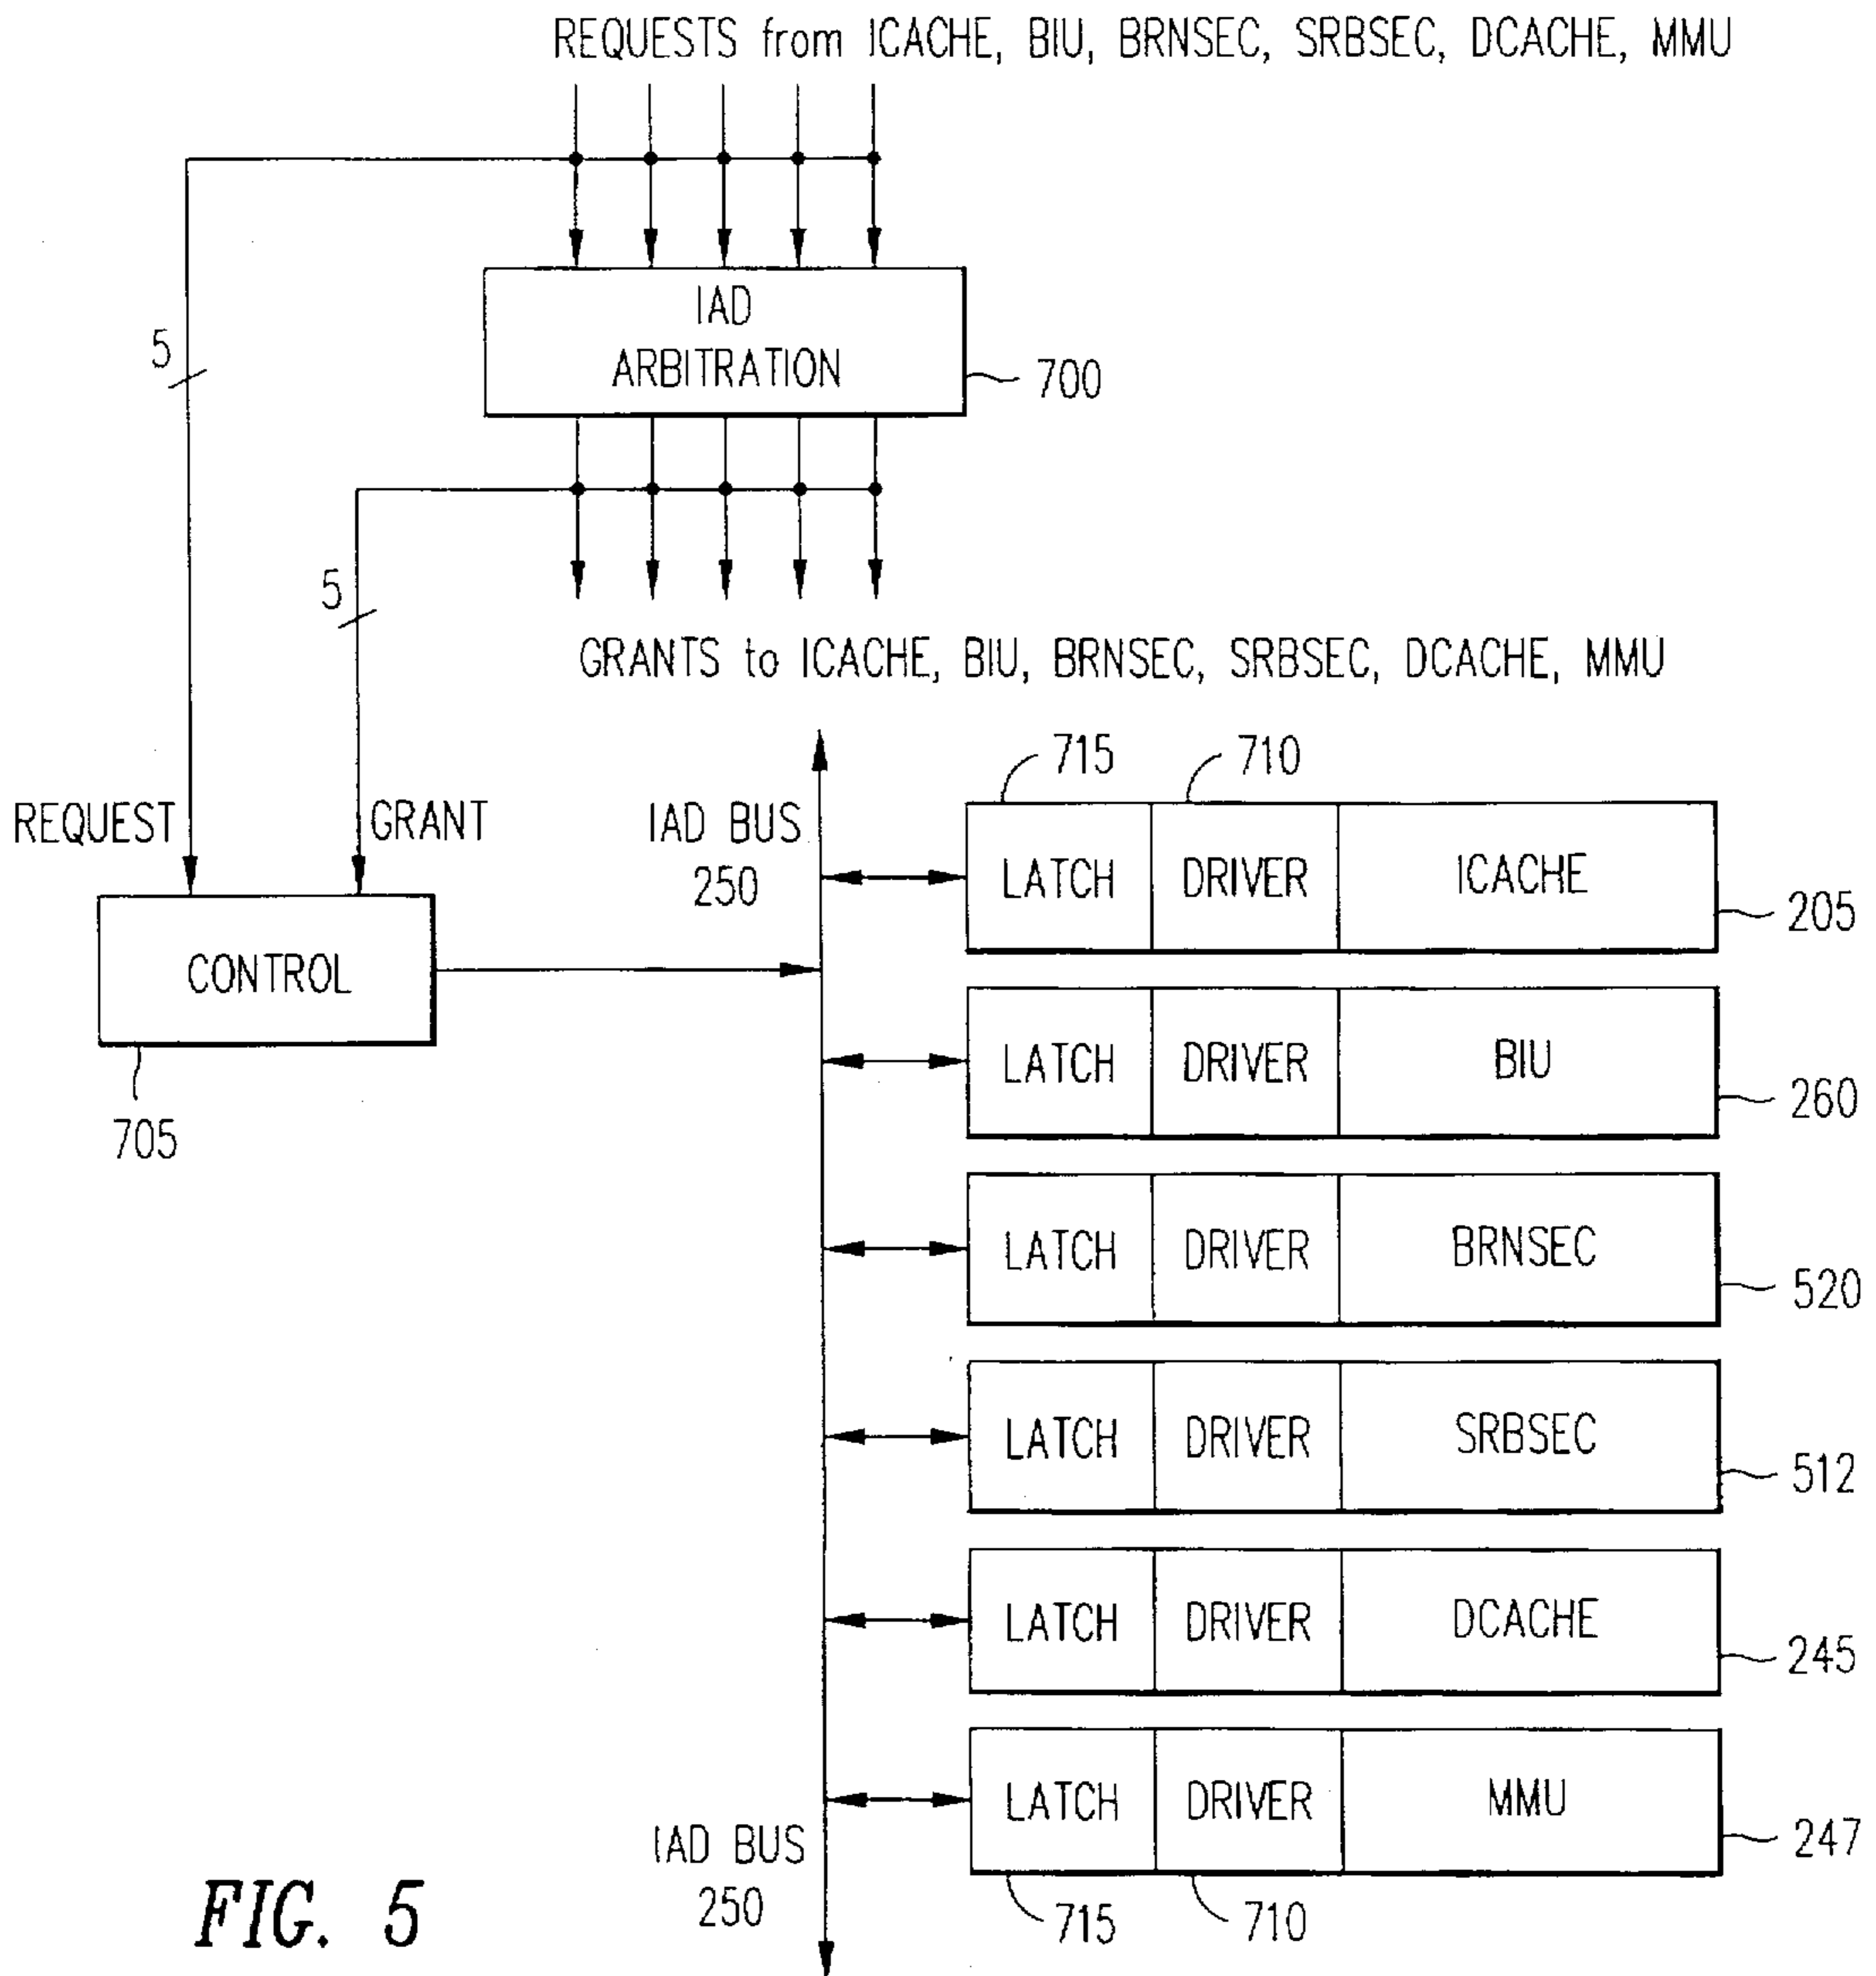 REQUESTS from ICACHE, BIU, BRNSEC, SRBSEC, DCACHE, MMU
IAD
ARBITRATION
700
5
5
GRANTS to ICACHE, BIU, BRNSEC, SRBSEC, DCACHE, MMU
REQUEST
GRANT
CONTROL
705
IAD BUS
250
715
710
LATCH DRIVER ICACHE
205
LATCH DRIVER BIU
260
LATCH DRIVER BRNSEC
520
LATCH DRIVER SRBSEC
512
LATCH DRIVER DCACHE
245
LATCH DRIVER MMU
247
IAD BUS
250
715
710
FIG. 5